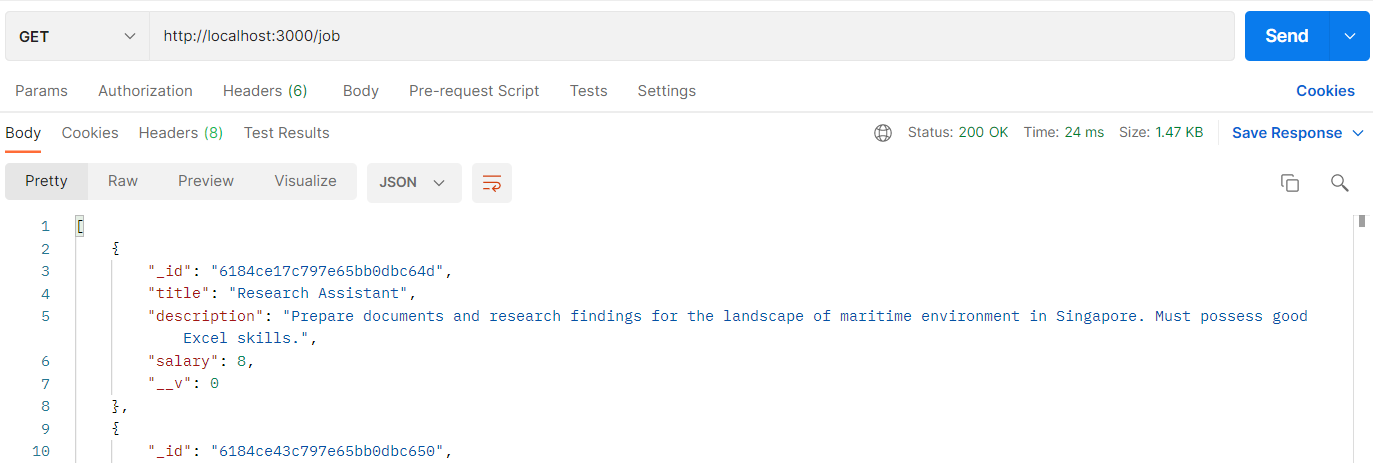 GET http://localhost:3000/job Send
Params Authorization Headers (6) Body Pre-request Script Tests Settings Cookies
Body Cookies Headers (8) Test Results Status: 200 OK Time: 24 ms Size: 1.47 KB Save Response
Pretty Raw Preview Visualize JSON
1 [
2 {
3 "_id": "6184ce17c797e65bb0dbc64d",
4 "title": "Research Assistant",
5 "description": "Prepare documents and research findings for the landscape of maritime environment in Singapore. Must possess good
Excel skills.",
6 "salary": 8,
7 "__v": 0
8 },
9 {
10 "_id": "6184ce43c797e65bb0dbc650",